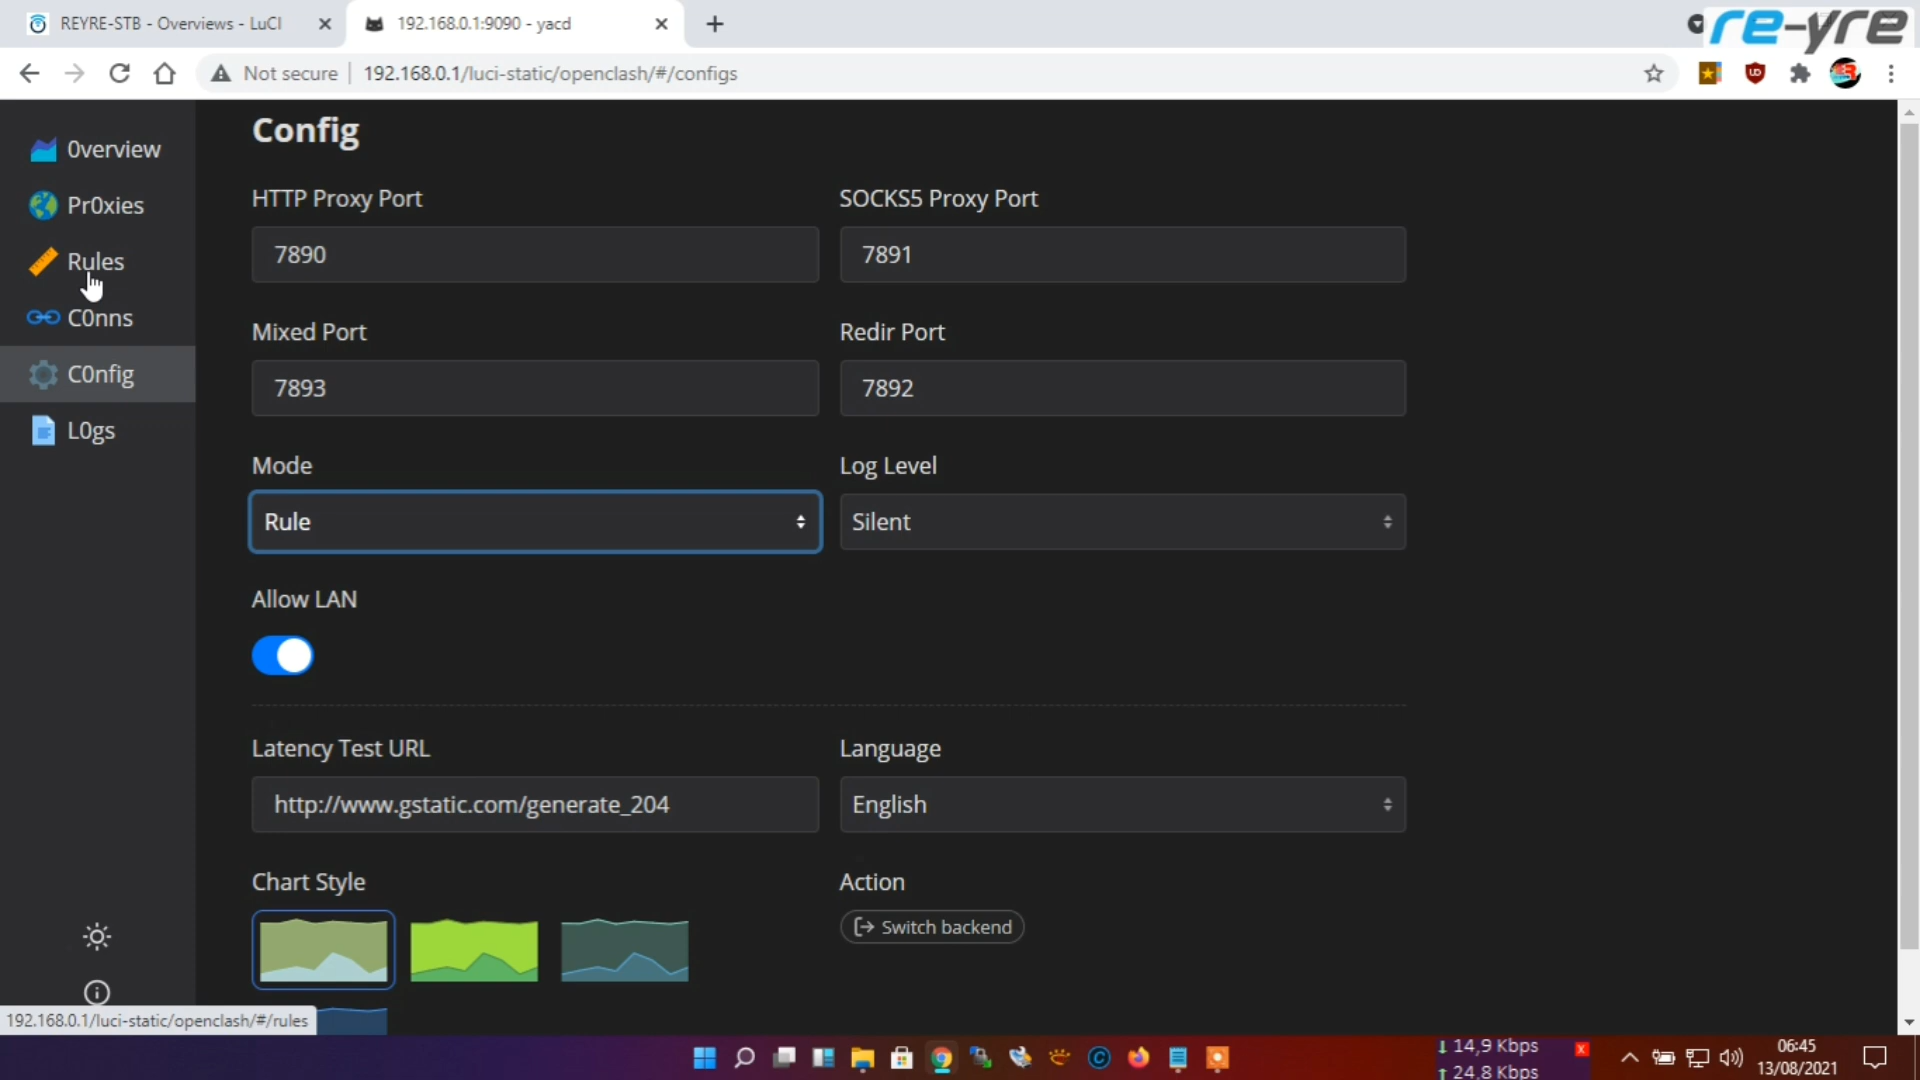 REYRE-STB - Overviews - LuCI
192.168.0.1:9090 - yacd
re-yre
Not secure
192.168.0.1/luci-static/openclash/#/configs
0verview
Pr0xies
Rules
C0nns
C0nfig
L0gs
Config
HTTP Proxy Port
SOCKS5 Proxy Port
7890
7891
Mixed Port
Redir Port
7893
7892
Mode
Log Level
Rule
Silent
Allow LAN
Latency Test URL
Language
http://www.gstatic.com/generate_204
English
Chart Style
Action
Switch backend
192.168.0.1/luci-static/openclash/#/rules
14,9 Kbps
24,8 Kbps
06:45
13/08/2021